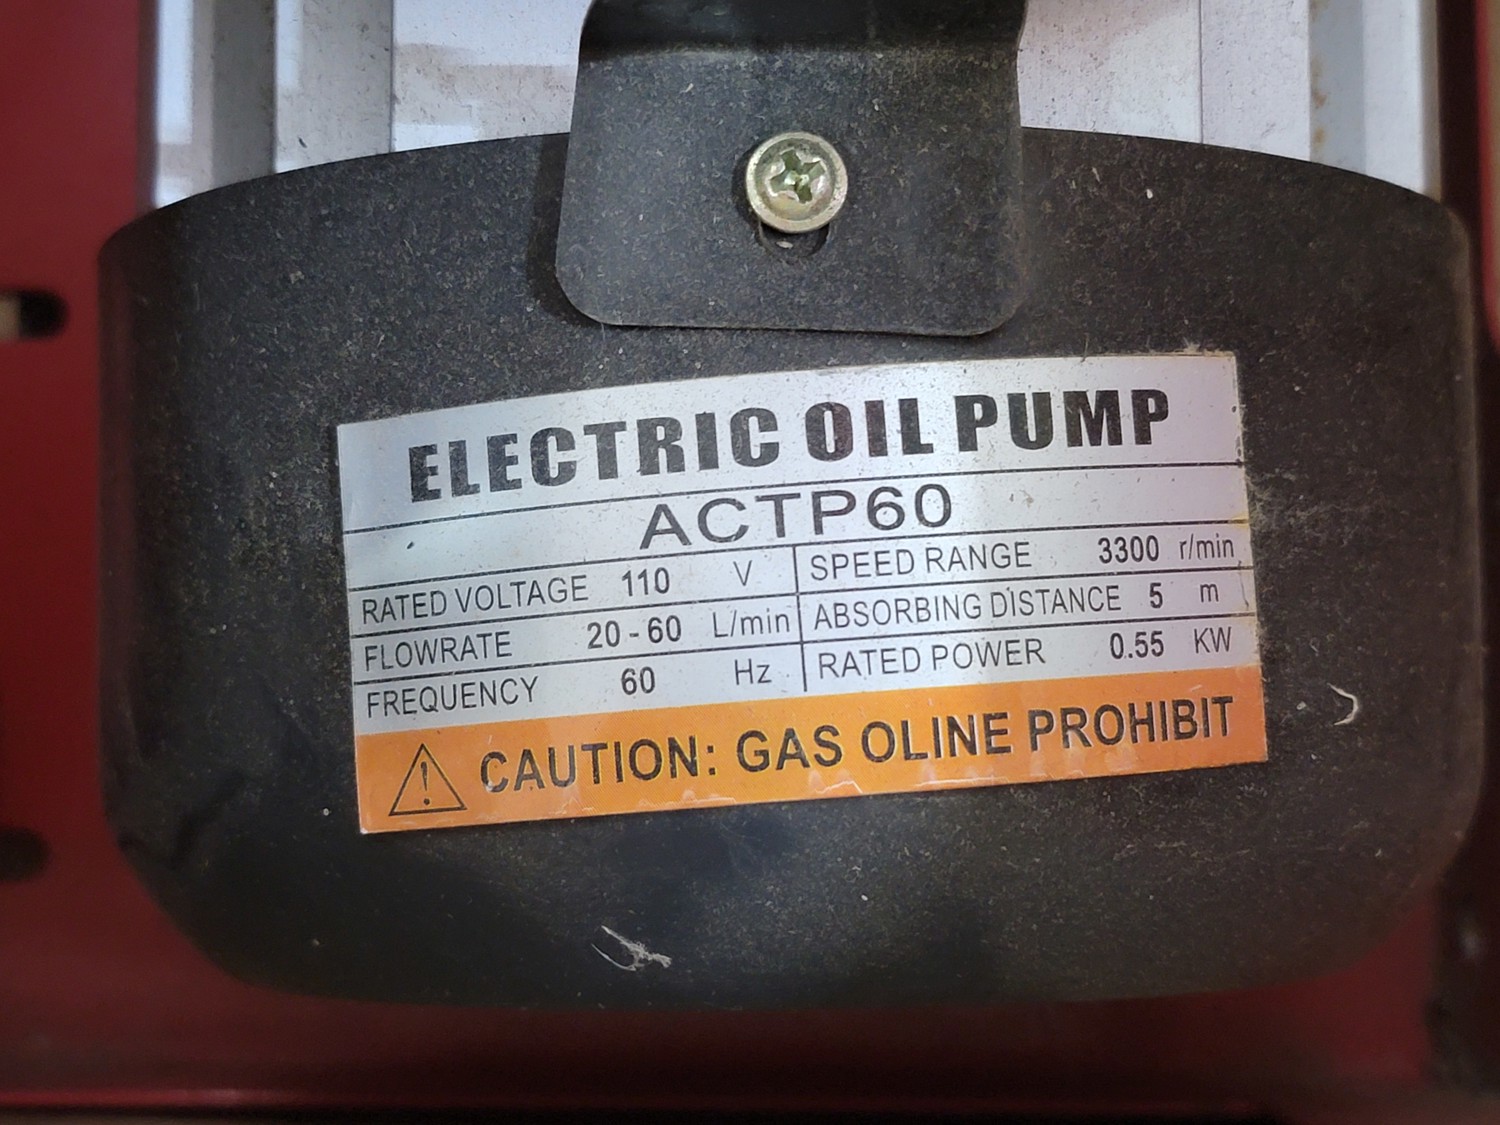 ELECTRIC OIL PUMP
ACTP60
RATED VOLTAGE 110 V SPEED RANGE 3300 r/min
FLOWRATE 20-60 L/min ABSORBING DISTANCE 5 m
FREQUENCY 60 Hz RATED POWER 0.55 KW
CAUTION: GAS OLINE PROHIBIT